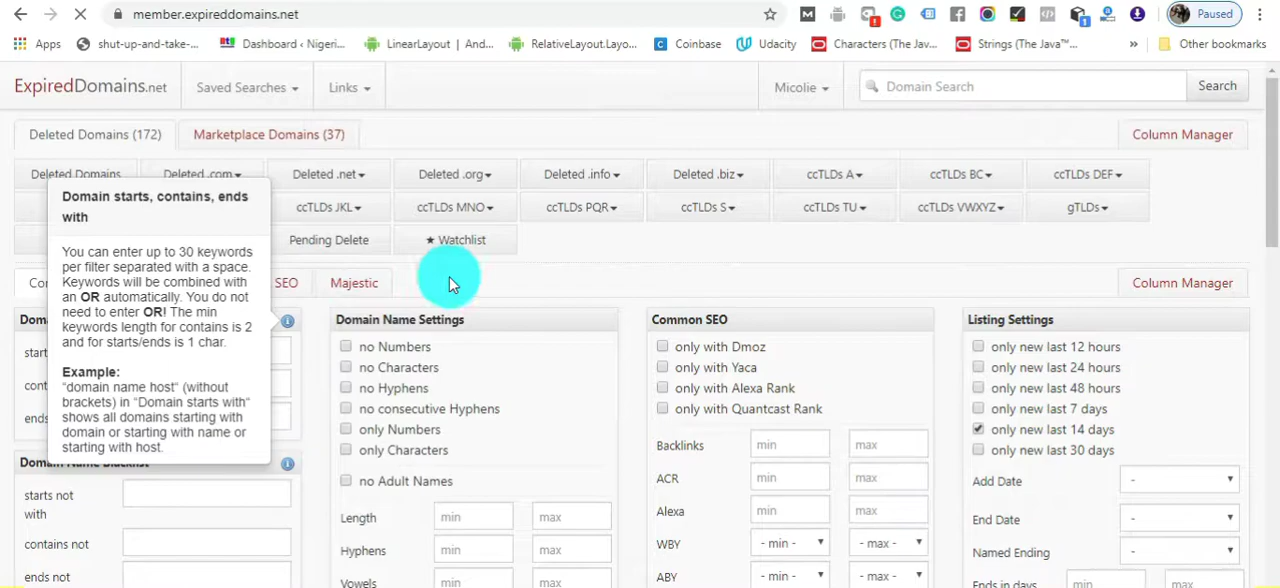 member.expireddomains.net
Paused
Apps
shut-up-and-take-...
Dashboard ‹ Nigeri...
LinearLayout | And...
RelativeLayout.Layo...
Coinbase
Udacity
Characters (The Jav...
Strings (The Java™...
»
Other bookmarks
ExpiredDomains.net
Saved Searches
Links
Micolie
Domain Search
Search
Deleted Domains (172)
Marketplace Domains (37)
Column Manager
Deleted Domains
Deleted .com
Deleted .net
Deleted .org
Deleted .info
Deleted .biz
ccTLDs A
ccTLDs BC
ccTLDs DEF
ccTLDs JKL
ccTLDs MNO
ccTLDs PQR
ccTLDs S
ccTLDs TU
ccTLDs VWXYZ
gTLDs
Pending Delete
★ Watchlist
SEO
Majestic
Column Manager
Domain starts, contains, ends
with
You can enter up to 30 keywords
per filter separated with a space.
Keywords will be combined with
an OR automatically. You do not
need to enter OR! The min
keywords length for contains is 2
and for starts/ends is 1 char.
Example:
"domain name host" (without
brackets) in "Domain starts with"
shows all domains starting with
domain or starting with name or
starting with host.
starts not
with
contains not
ends not
Domain Name Settings
no Numbers
no Characters
no Hyphens
no consecutive Hyphens
only Numbers
only Characters
no Adult Names
Length min max
Hyphens min max
Vowels min max
Common SEO
only with Dmoz
only with Yaca
only with Alexa Rank
only with Quantcast Rank
Backlinks min max
ACR min max
Alexa min max
WBY - min - - max -
ABY - min - - max -
Listing Settings
only new last 12 hours
only new last 24 hours
only new last 48 hours
only new last 7 days
only new last 14 days
only new last 30 days
Add Date -
End Date -
Named Ending -
Ends in days min max